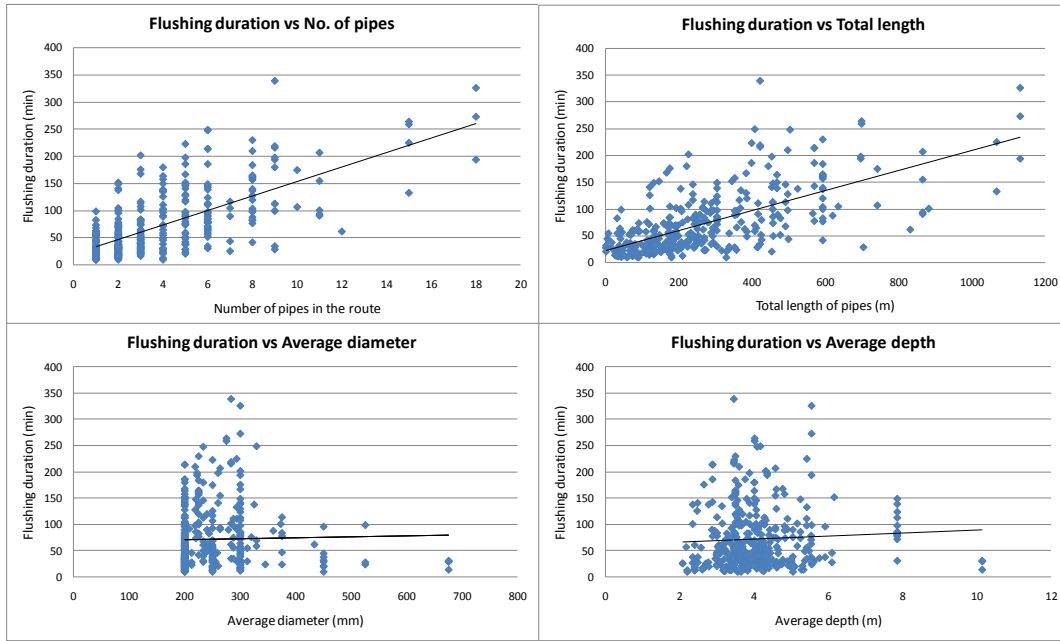 Flushing duration vs No. of pipes
Flushing duration (min)
400
350
300
250
200
150
100
50
0
0 2 4 6 8 10 12 14 16 18 20
Number of pipes in the route
Flushing duration vs Total length
Flushing duration (min)
400
350
300
250
200
150
100
50
0
0 200 400 600 800 1000 1200
Total length of pipes (m)
Flushing duration vs Average diameter
Flushing duration (min)
400
350
300
250
200
150
100
50
0
0 100 200 300 400 500 600 700 800
Average diameter (mm)
Flushing duration vs Average depth
Flushing duration (min)
400
350
300
250
200
150
100
50
0
0 2 4 6 8 10 12
Average depth (m)